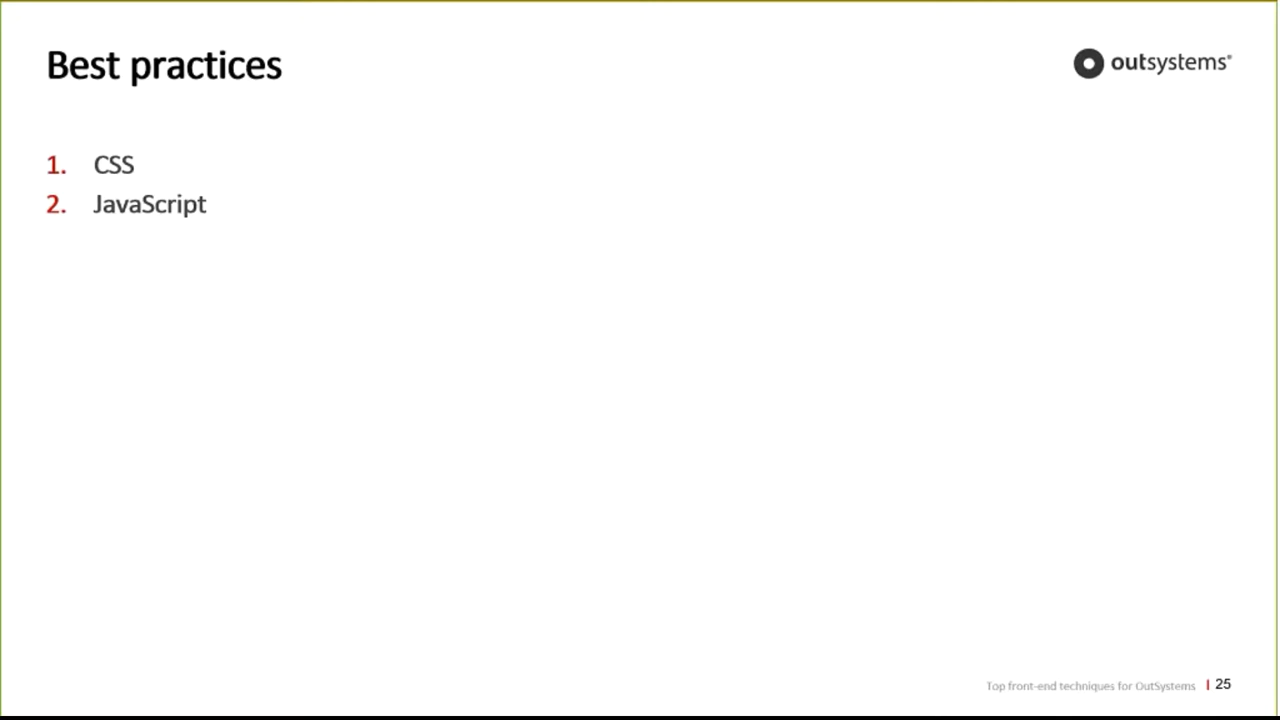 Best practices
outsystems®
1. CSS
2. JavaScript
Top front-end techniques for OutSystems | 25